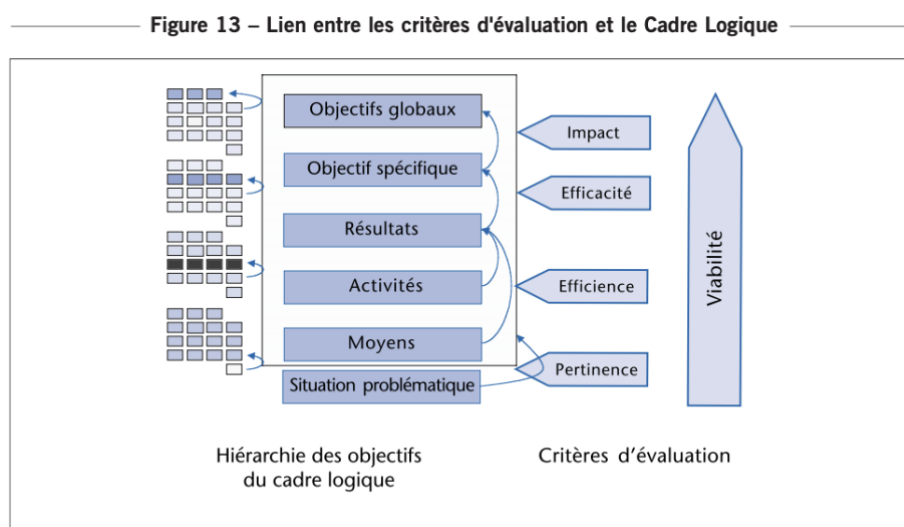 Figure 13 – Lien entre les critères d'évaluation et le Cadre Logique
Objectifs globaux
Impact
Objectif spécifique
Efficacité
Résultats
Viabilité
Activités
Efficience
Moyens
Pertinence
Situation problématique
Hiérarchie des objectifs
du cadre logique
Critères d’évaluation